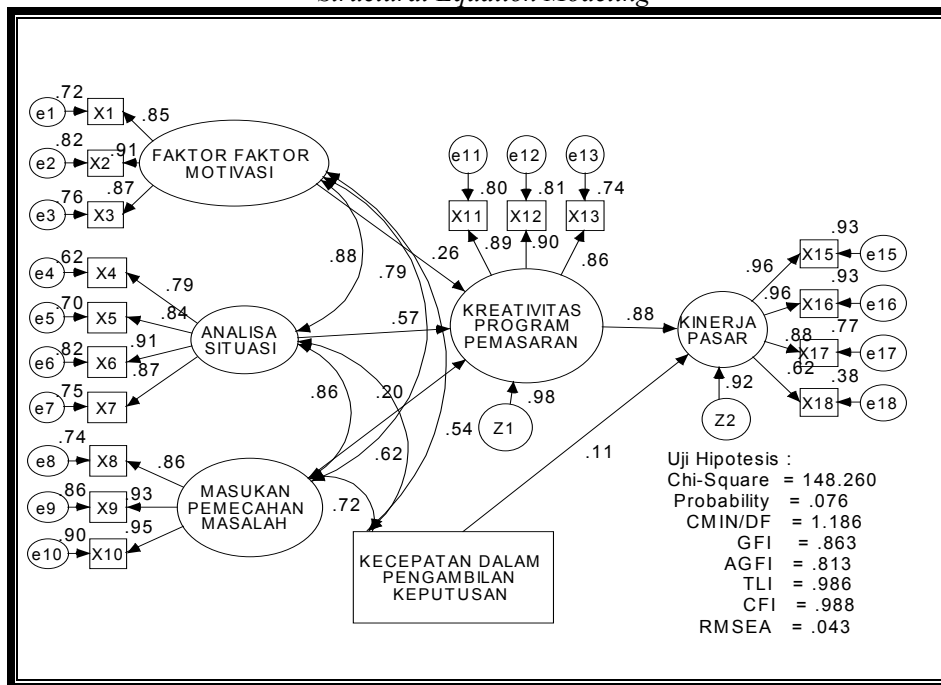 Structural Equation Modeling
.72
e1
X1
.85
.82
e2
X2
.91
.76
e3
X3
.87
FAKTOR FAKTOR
MOTIVASI
.62
e4
X4
.79
.70
e5
X5
.84
.82
e6
X6
.91
.75
e7
X7
.87
ANALISA
SITUASI
.74
e8
X8
.86
.86
e9
X9
.93
.90
e10
X10
.95
MASUKAN
PEMECAHAN
MASALAH
.88
.79
.86
.20
.62
.54
.72
.26
.57
e11
e12
e13
.80
.81
.74
X11
X12
X13
.89
.90
.86
KREATIVITAS
PROGRAM
PEMASARAN
.98
Z1
.88
.11
KECEPATAN DALAM
PENGAMBILAN
KEPUTUSAN
KINERJA
PASAR
.92
Z2
.93
.96
X15
e15
.93
.96
X16
e16
.77
.88
X17
e17
.38
.62
X18
e18
Uji Hipotesis :
Chi-Square = 148.260
Probability = .076
CMIN/DF = 1.186
GFI = .863
AGFI = .813
TLI = .986
CFI = .988
RMSEA = .043